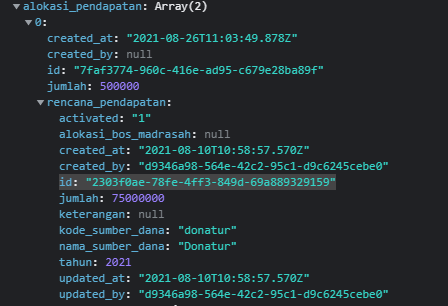 alokasi_pendapatan: Array(2)
0:
created_at: "2021-08-26T11:03:49.878Z"
created_by: null
id: "7faf3774-960c-416e-ad95-c679e28ba89f"
jumlah: 500000
rencana_pendapatan:
activated: "1"
alokasi_bos_madrasah: null
created_at: "2021-08-10T10:58:57.570Z"
created_by: "d9346a98-564e-42c2-95c1-d9c6245cebe0"
id: "2303f0ae-78fe-4ff3-849d-69a889329159"
jumlah: 75000000
keterangan: null
kode_sumber_dana: "donatur"
nama_sumber_dana: "Donatur"
tahun: 2021
updated_at: "2021-08-10T10:58:57.570Z"
updated_by: "d9346a98-564e-42c2-95c1-d9c6245cebe0"